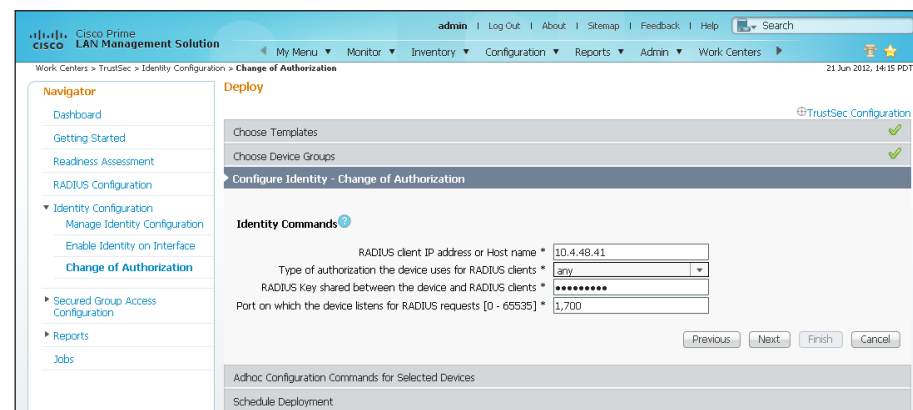 admin | Log Out | About | Sitemap | Feedback | Help
Search
Cisco Prime
CISCO LAN Management Solution
My Menu Monitor Inventory Configuration Reports Admin Work Centers
Work Centers > TrustSec > Identity Configuration > Change of Authorization
21 Jun 2012, 14:15 PDT
Navigator
Dashboard
Getting Started
Readiness Assessment
RADIUS Configuration
Identity Configuration
Manage Identity Configuration
Enable Identity on Interface
Change of Authorization
Secured Group Access
Configuration
Reports
Jobs
Deploy
TrustSec Configuration
Choose Templates
Choose Device Groups
Configure Identity - Change of Authorization
Identity Commands
RADIUS client IP address or Host name * 10.4.48.41
Type of authorization the device uses for RADIUS clients * any
RADIUS Key shared between the device and RADIUS clients * •••••••••
Port on which the device listens for RADIUS requests [0 - 65535] * 1,700
Previous Next Finish Cancel
Adhoc Configuration Commands for Selected Devices
Schedule Deployment